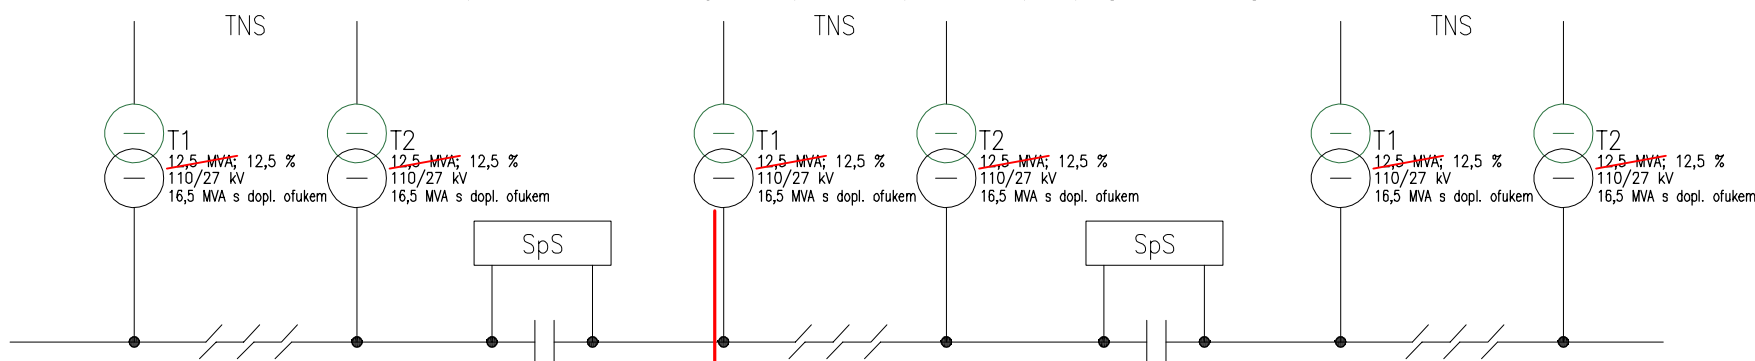 TNS
TNS
TNS
T1
12,5 MVA; 12,5 %
110/27 kV
16,5 MVA s dopl. ofukem
T2
12,5 MVA; 12,5 %
110/27 kV
16,5 MVA s dopl. ofukem
T1
12,5 MVA; 12,5 %
110/27 kV
16,5 MVA s dopl. ofukem
T2
12,5 MVA; 12,5 %
110/27 kV
16,5 MVA s dopl. ofukem
T1
12,5 MVA; 12,5 %
110/27 kV
16,5 MVA s dopl. ofukem
T2
12,5 MVA; 12,5 %
110/27 kV
16,5 MVA s dopl. ofukem
SpS
SpS